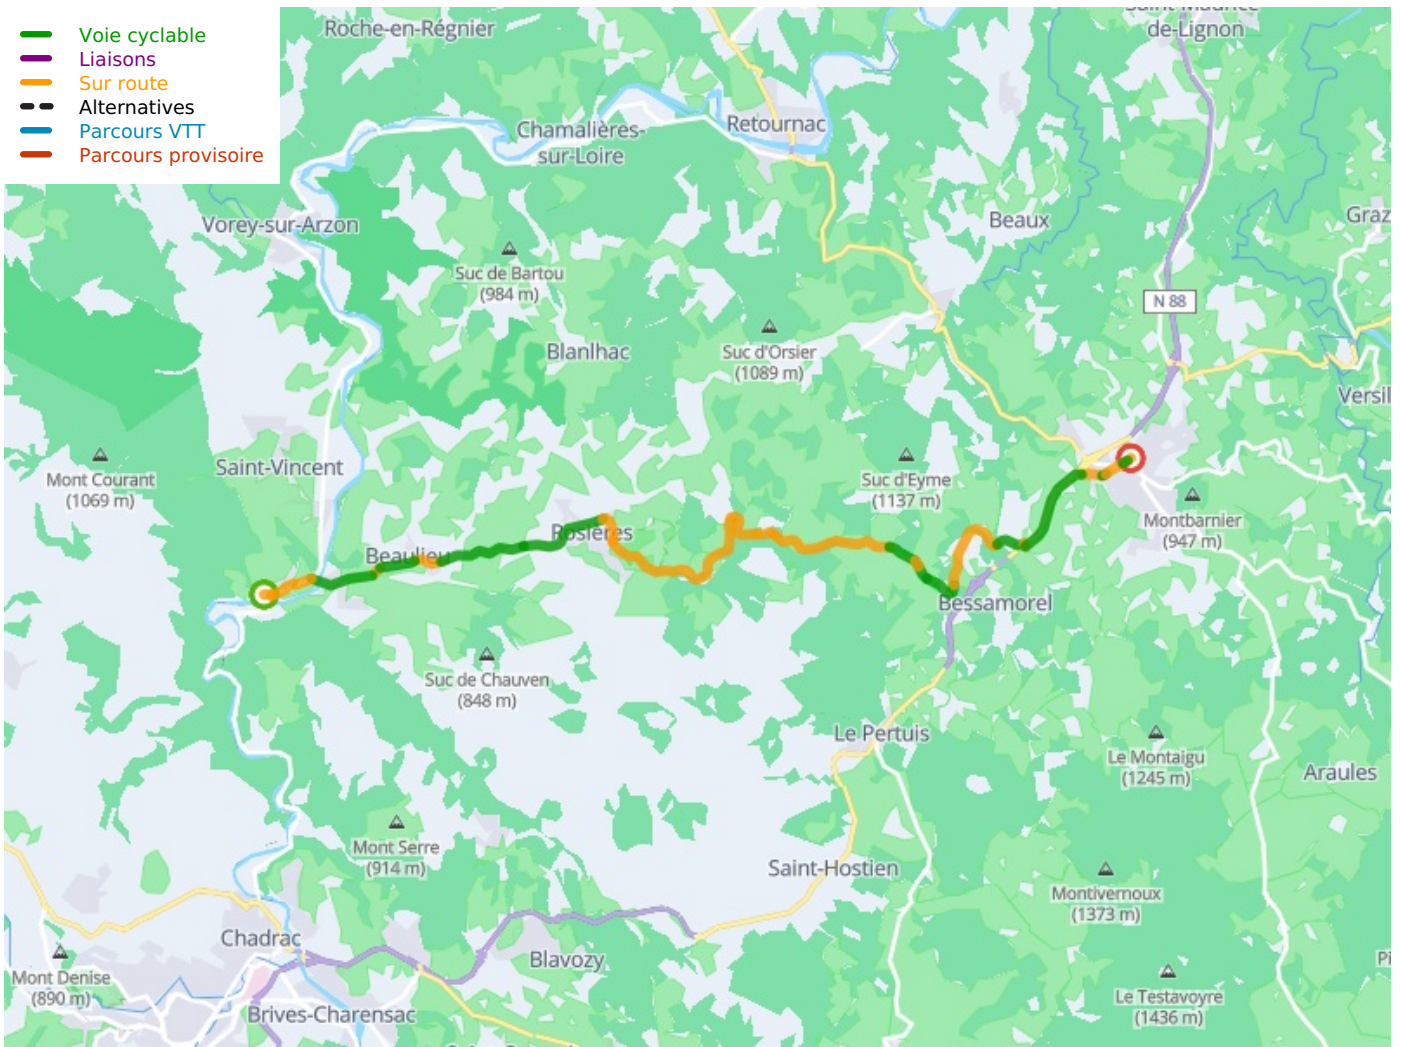 Voie cyclable
Liaisons
Sur route
Alternatives
Parcours VTT
Parcours provisoire
Roche-en-Régnier
Saint-Maurice-
de-Lignon
Chamalières-
sur-Loire
Retournac
Vorey-sur-Arzon
Beaux
Graz
Suc de Bartou
(984 m)
N 88
Blanlhac
Suc d'Orsier
(1089 m)
Versil
Saint-Vincent
Mont Courant
(1069 m)
Suc d'Eyme
(1137 m)
Montbarnier
(947 m)
Rosières
Beaulieu
Bessamorel
Suc de Chauven
(848 m)
Le Pertuis
Le Montaigu
(1245 m)
Araules
Mont Serre
(914 m)
Saint-Hostien
Montivernoux
(1373 m)
Chadrac
Blavozy
Pi
Mont Denise
(890 m)
Le Testavoyre
(1436 m)
Brives-Charensac